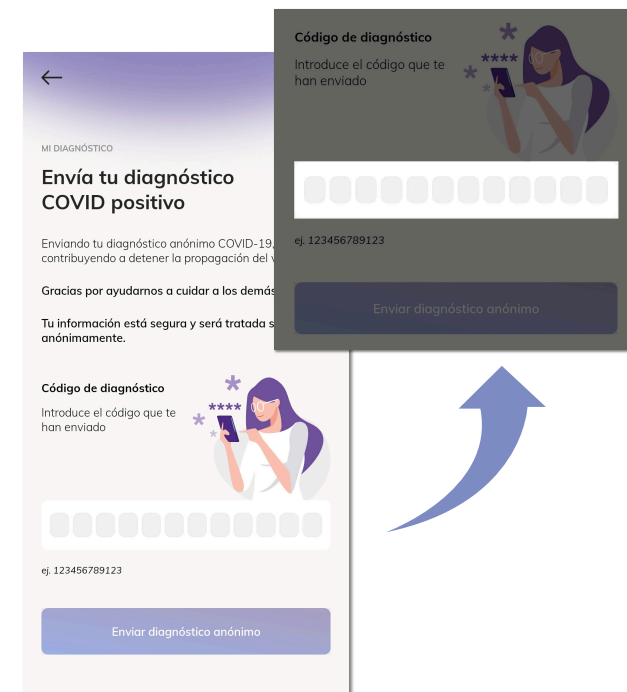 MI DIAGNÓSTICO
Envía tu diagnóstico
COVID positivo
Enviando tu diagnóstico anónimo COVID-19,
contribuyendo a detener la propagación del
Gracias por ayudarnos a cuidar a los demás
Tu información está segura y será tratada
anónimamente.
Código de diagnóstico
Introduce el código que te
han enviado
****
ej. 123456789123
Enviar diagnóstico anónimo
Código de diagnóstico
Introduce el código que te
han enviado
****
ej. 123456789123
Enviar diagnóstico anónimo